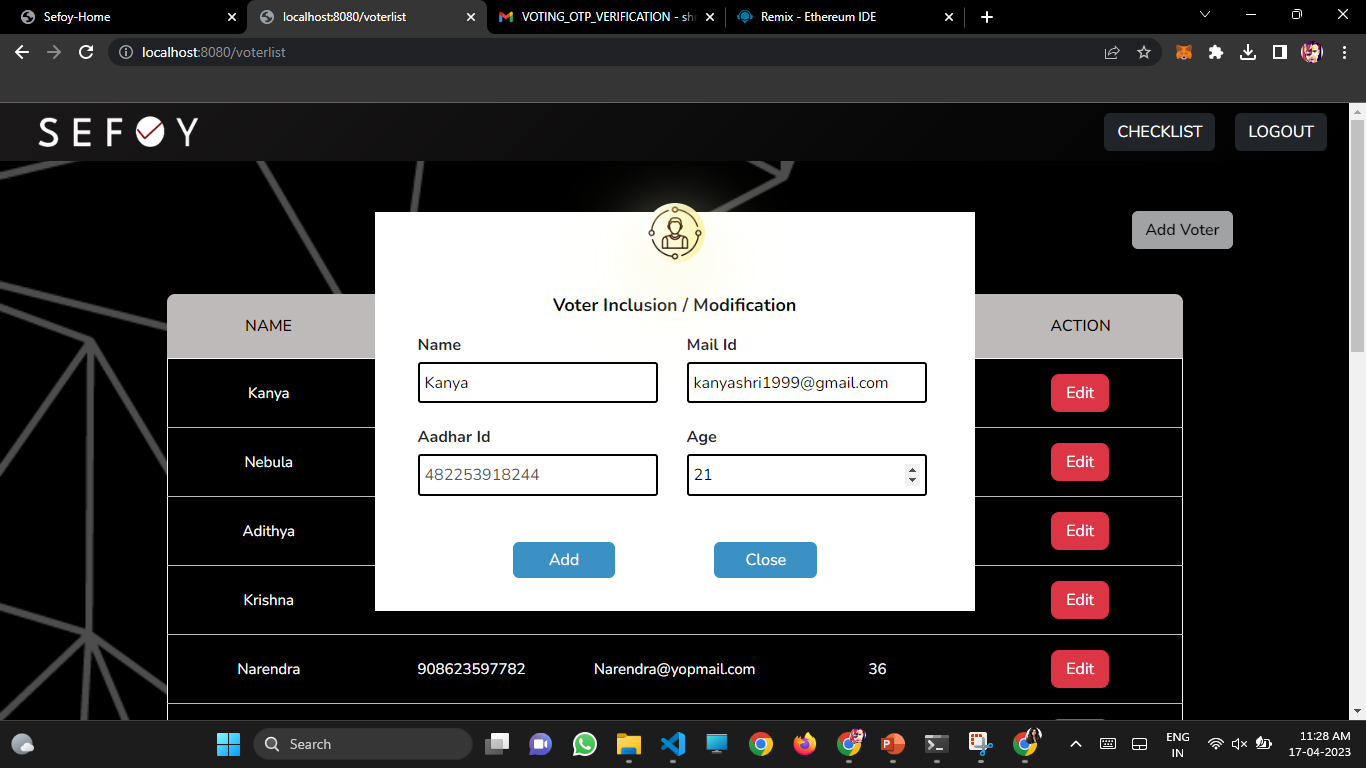 Sefoy-Home
localhost:8080/voterlist
VOTING_OTP_VERIFICATION - shr
Remix - Ethereum IDE
localhost:8080/voterlist
SEFOY
CHECKLIST
LOGOUT
Add Voter
NAME
ACTION
Voter Inclusion / Modification
Name
Mail Id
Kanya
kanyashri1999@gmail.com
Aadhar Id
Age
482253918244
21
Add
Close
Kanya
Edit
Nebula
Edit
Adithya
Edit
Krishna
Edit
Narendra 908623597782 Narendra@yopmail.com 36 Edit
Search
ENG
IN
11:28 AM
17-04-2023